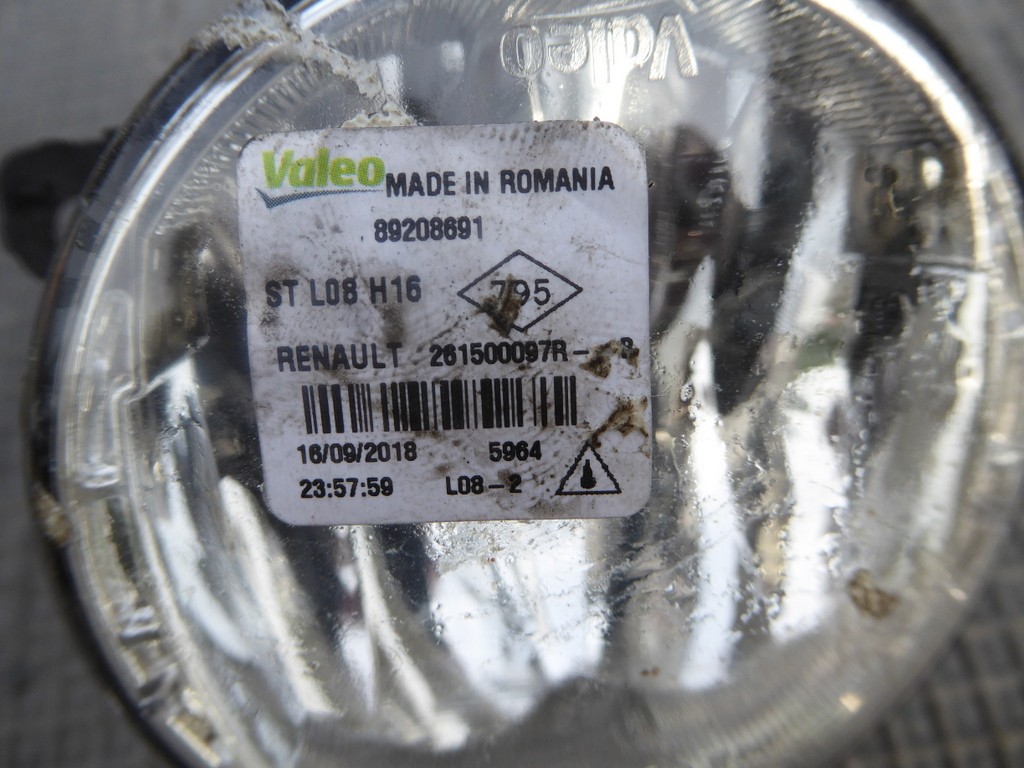 Valeo
Valeo MADE IN ROMANIA
89208691
ST L08 H16 795
RENAULT 261500097R-
16/09/2018 5964
23:57:59 L08-2